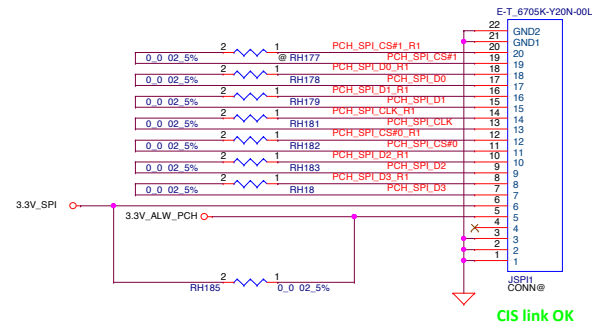 E-T_6705K-Y20N-00L
22 GND2
21 GND1
2 1 PCH_SPI_CS#1_R1 20 20
0_0 02_5% @ RH177 PCH_SPI_CS#1 19 19
2 1 PCH_SPI_D0_R1 18 18
0_0 02_5% RH178 PCH_SPI_D0 17 17
2 1 PCH_SPI_D1_R1 16 16
0_0 02_5% RH179 PCH_SPI_D1 15 15
2 1 PCH_SPI_CLK_R1 14 14
0_0 02_5% RH181 PCH_SPI_CLK 13 13
2 1 PCH_SPI_CS#0_R1 12 12
0_0 02_5% RH182 PCH_SPI_CS#0 11 11
2 1 PCH_SPI_D2_R1 10 10
0_0 02_5% RH183 PCH_SPI_D2 9 9
2 1 PCH_SPI_D3_R1 8 8
0_0 02_5% RH18 PCH_SPI_D3 7 7
3.3V_SPI 6 6
3.3V_ALW_PCH 5 5
4 4
3 3
2 2
1 1
2 1
RH185 0_0 02_5%
JSPI1
CONN@
CIS link OK